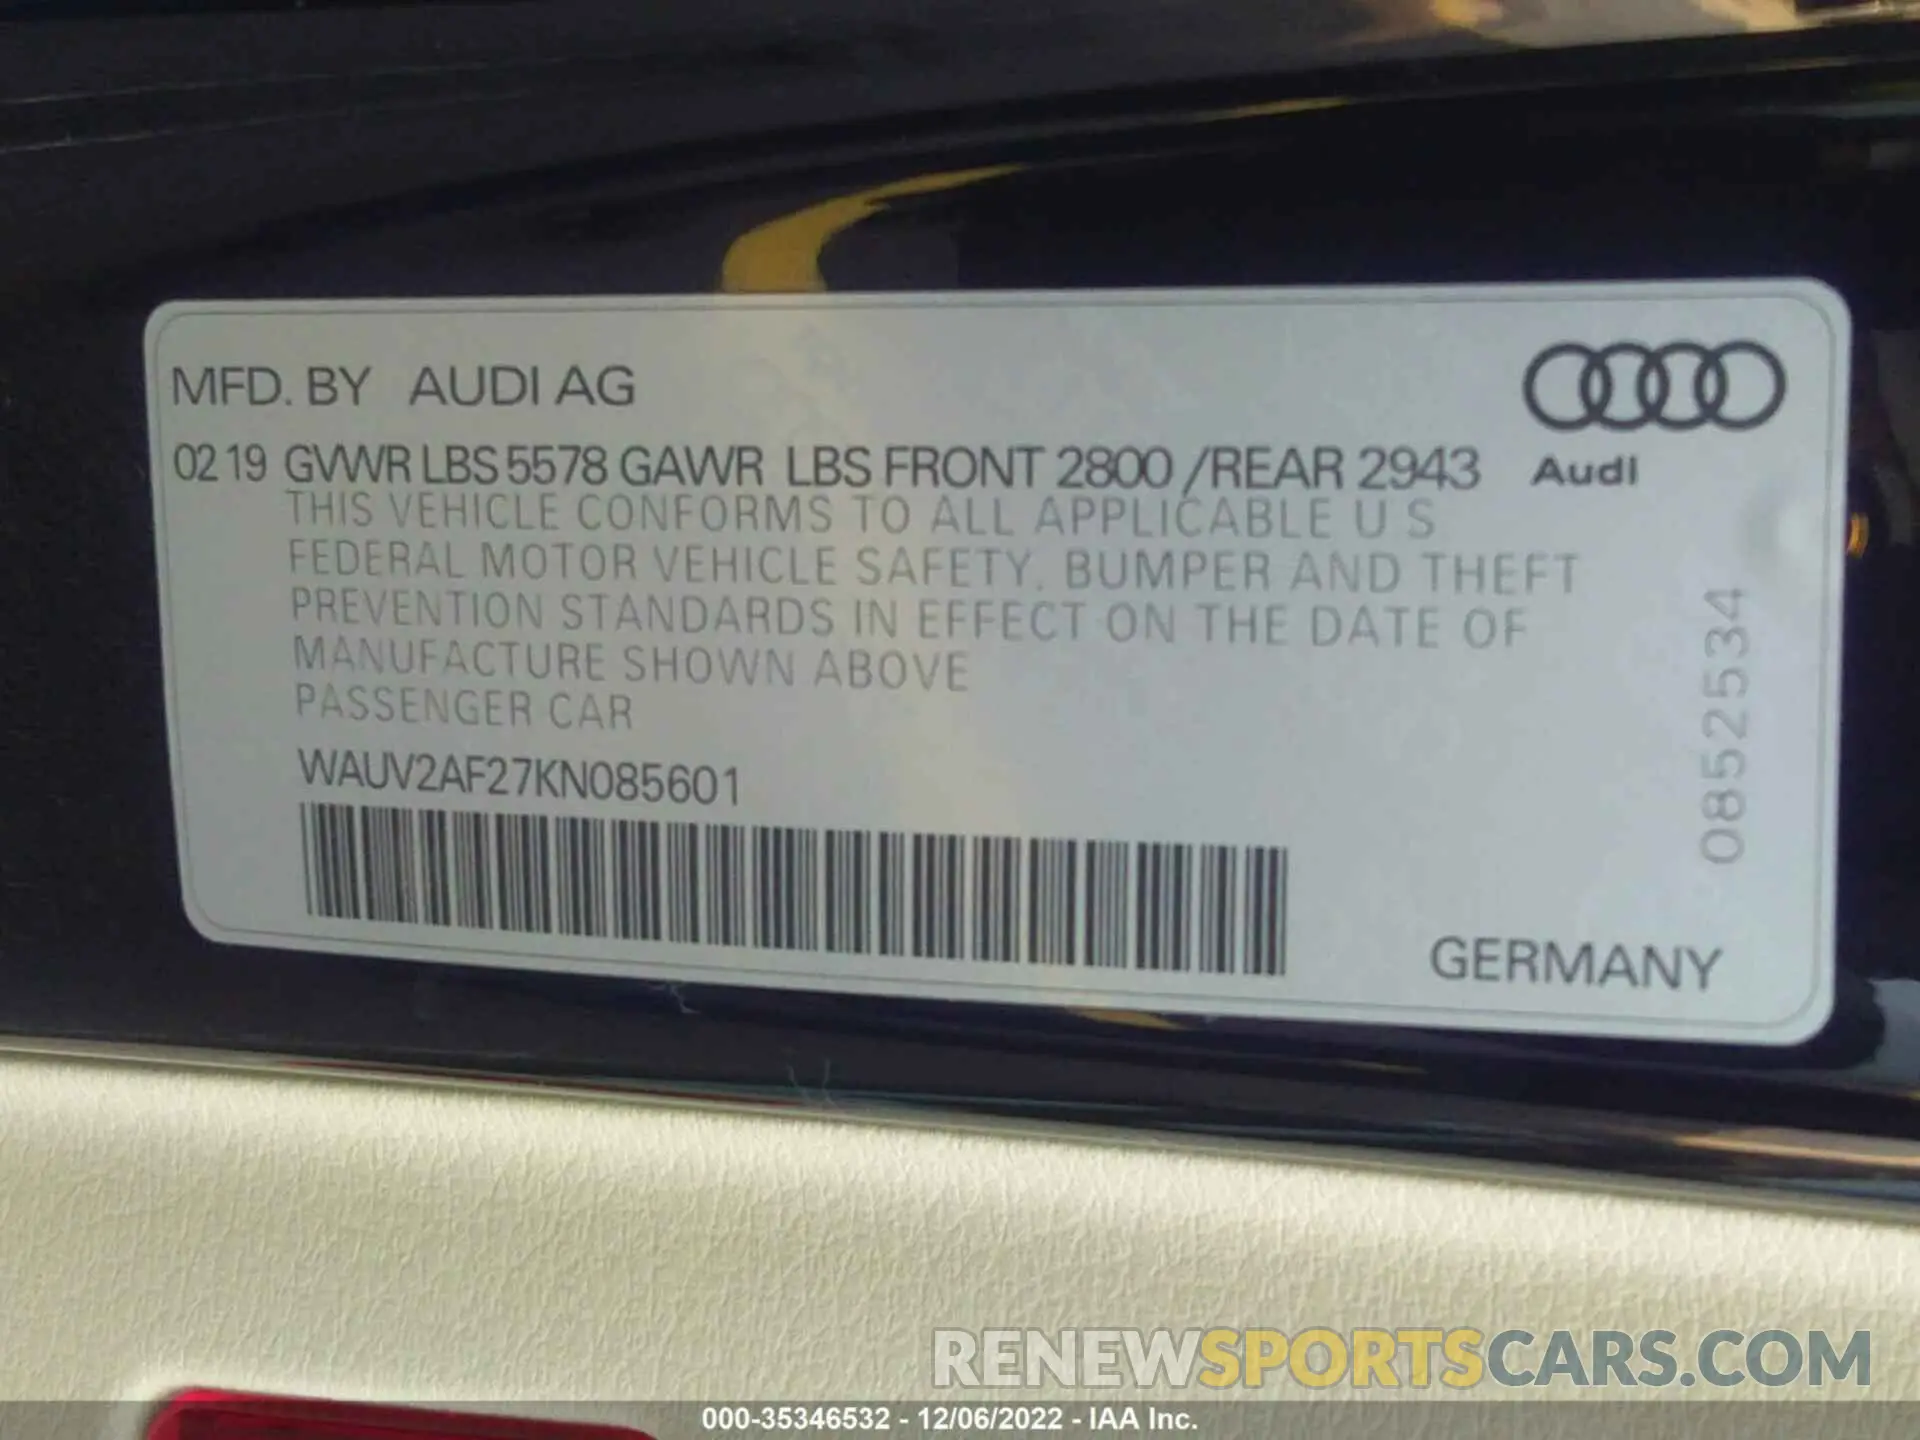 MFD. BY AUDI AG
02 19 GVWR LBS 5578 GAWR LBS FRONT 2800 /REAR 2943
Audi
THIS VEHICLE CONFORMS TO ALL APPLICABLE U S
FEDERAL MOTOR VEHICLE SAFETY. BUMPER AND THEFT
PREVENTION STANDARDS IN EFFECT ON THE DATE OF
MANUFACTURE SHOWN ABOVE
PASSENGER CAR
WAUV2AF27KN085601
0852534
GERMANY
RENEWSPORTSCARS.COM
000-35346532 - 12/06/2022 - IAA Inc.